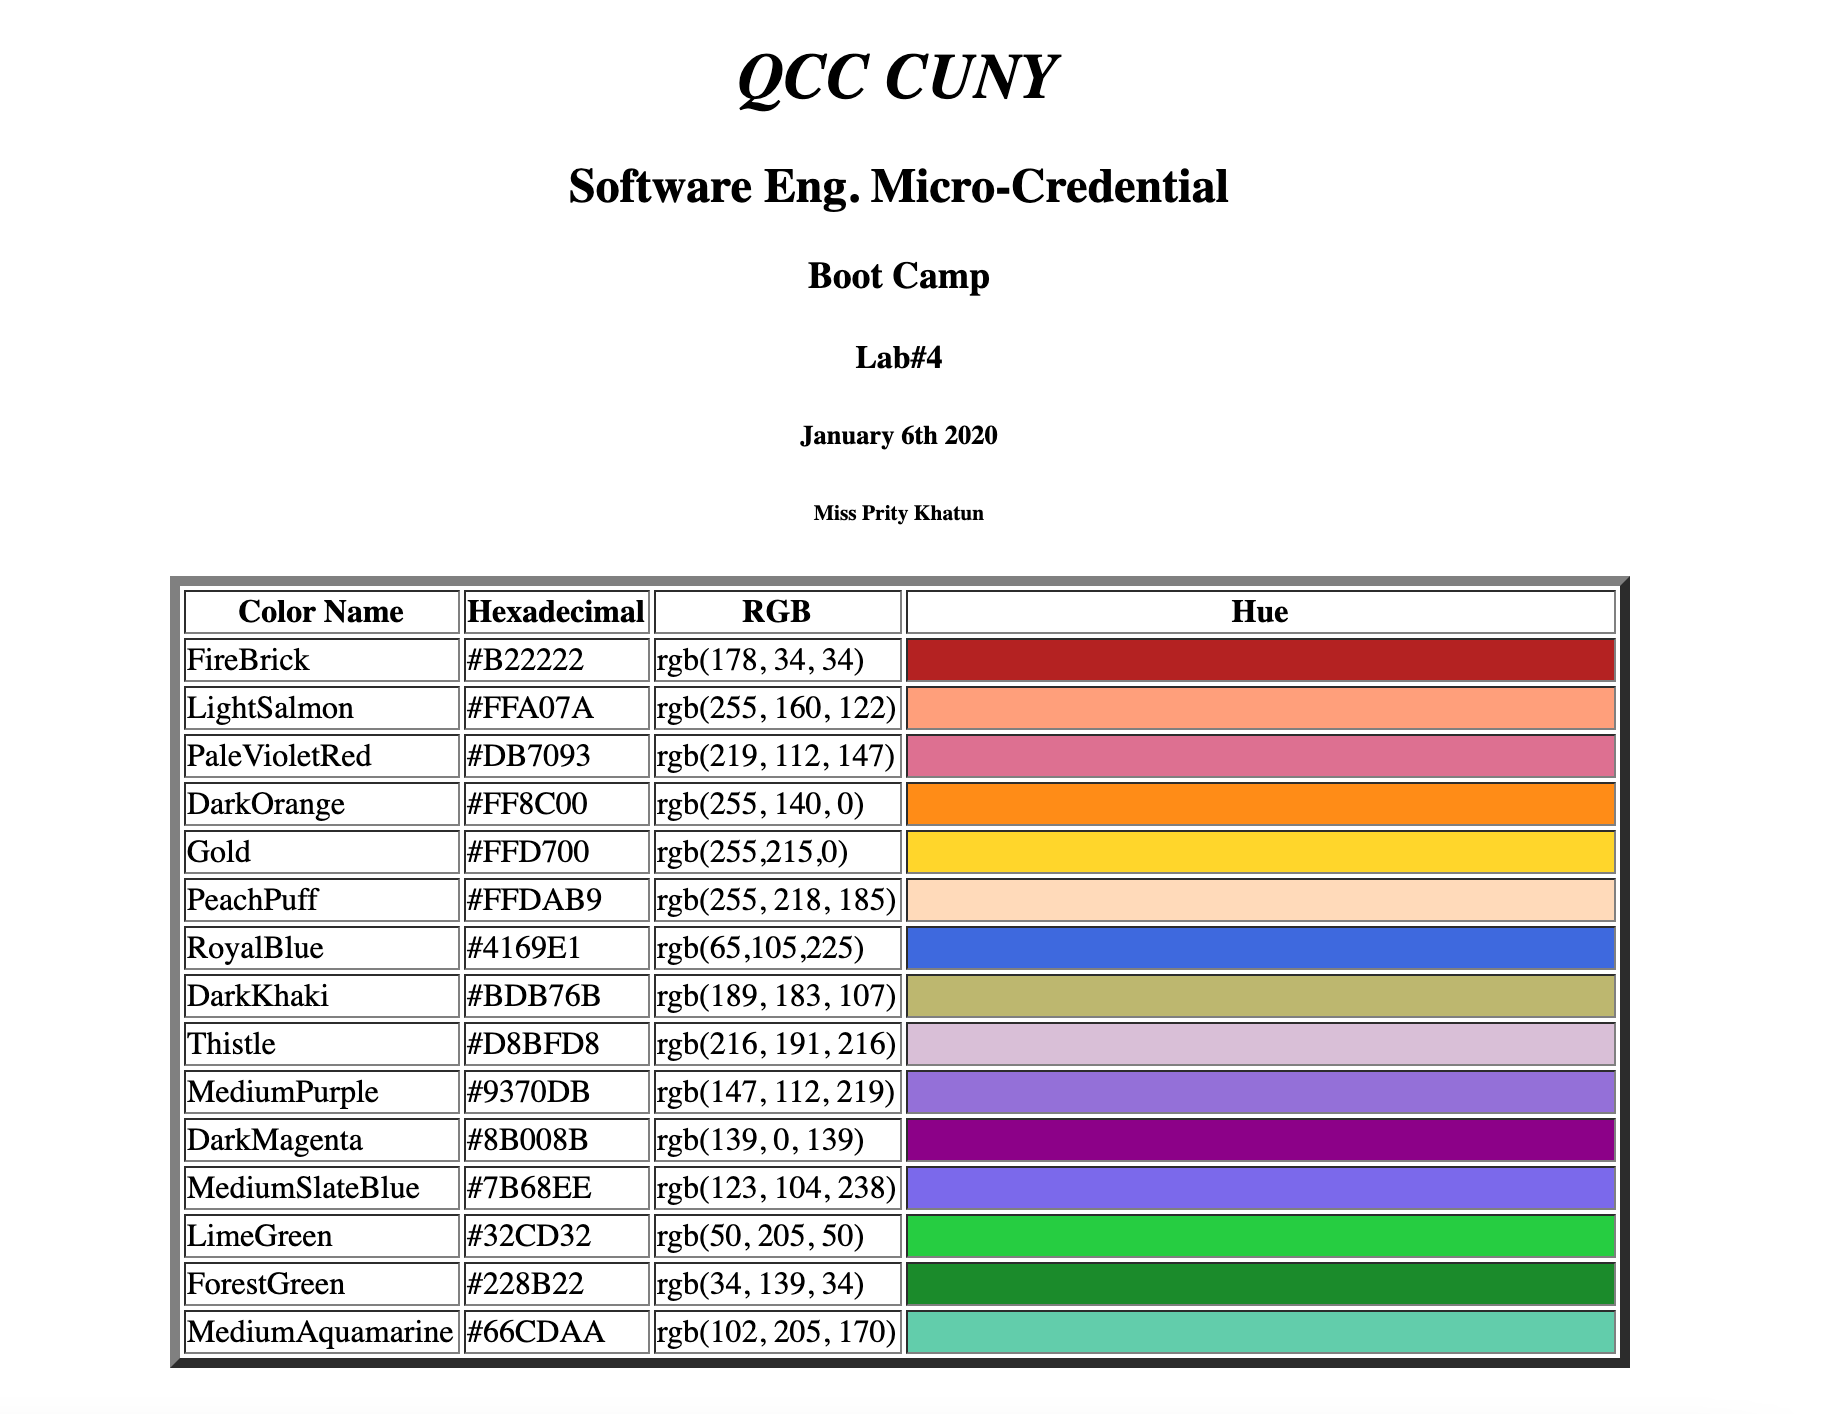 QCC CUNY
Software Eng. Micro-Credential
Boot Camp
Lab#4
January 6th 2020
Miss Prity Khatun
Color Name Hexadecimal RGB Hue
FireBrick #B22222 rgb(178, 34, 34)
LightSalmon #FFA07A rgb(255, 160, 122)
PaleVioletRed #DB7093 rgb(219, 112, 147)
DarkOrange #FF8C00 rgb(255, 140, 0)
Gold #FFD700 rgb(255,215,0)
PeachPuff #FFDAB9 rgb(255, 218, 185)
RoyalBlue #4169E1 rgb(65,105,225)
DarkKhaki #BDB76B rgb(189, 183, 107)
Thistle #D8BFD8 rgb(216, 191, 216)
MediumPurple #9370DB rgb(147, 112, 219)
DarkMagenta #8B008B rgb(139, 0, 139)
MediumSlateBlue #7B68EE rgb(123, 104, 238)
LimeGreen #32CD32 rgb(50, 205, 50)
ForestGreen #228B22 rgb(34, 139, 34)
MediumAquamarine #66CDAA rgb(102, 205, 170)